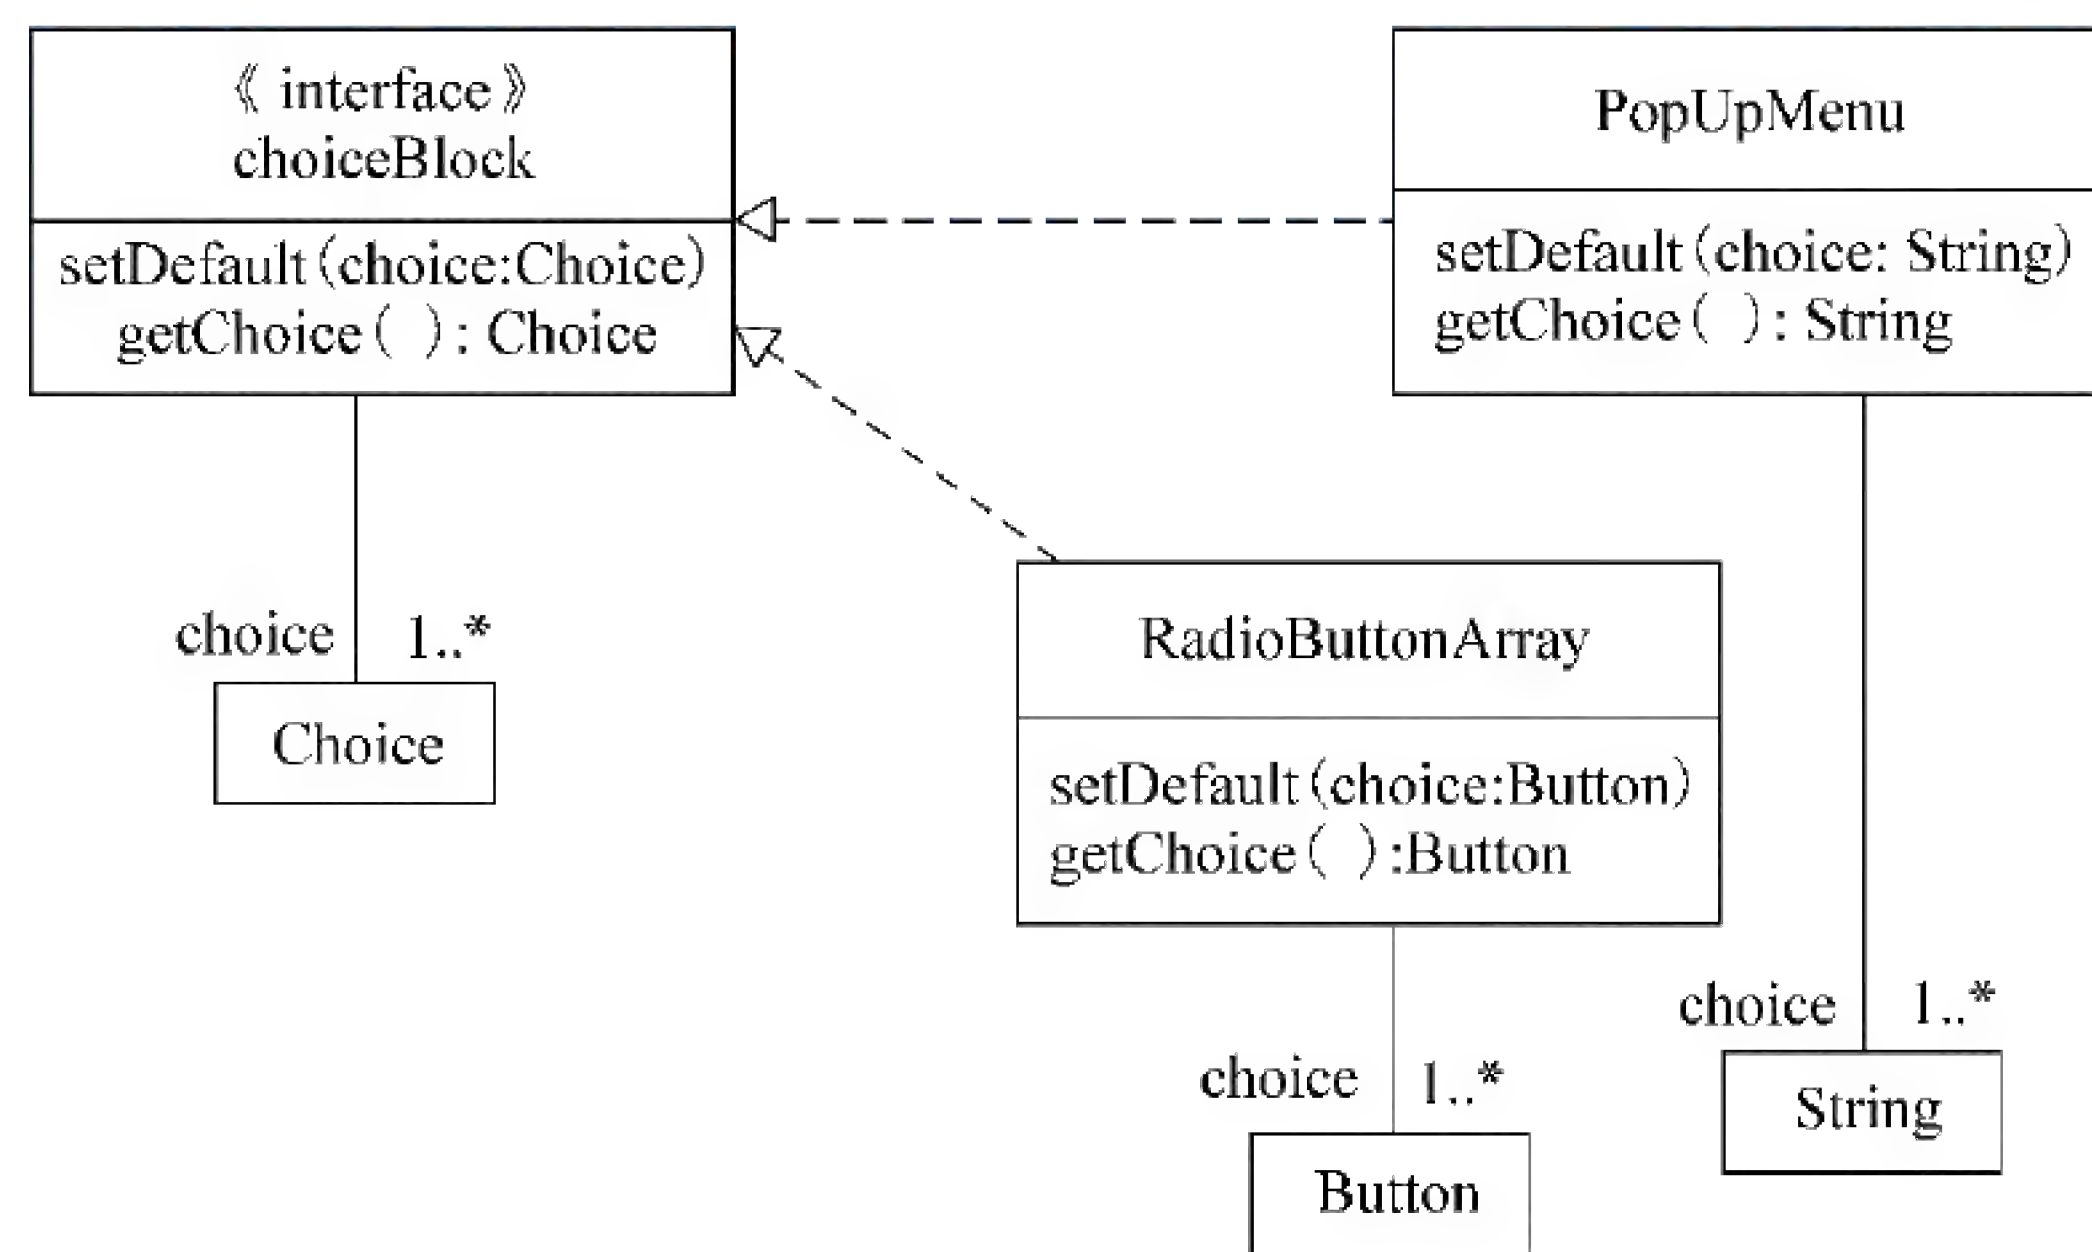 《 interface 》
choiceBlock
setDefault(choice:Choice)
getChoice( ): Choice
PopUpMenu
setDefault(choice: String)
getChoice( ): String
choice 1..*
Choice
RadioButtonArray
setDefault(choice:Button)
getChoice( ):Button
choice 1..*
Button
choice 1..*
String